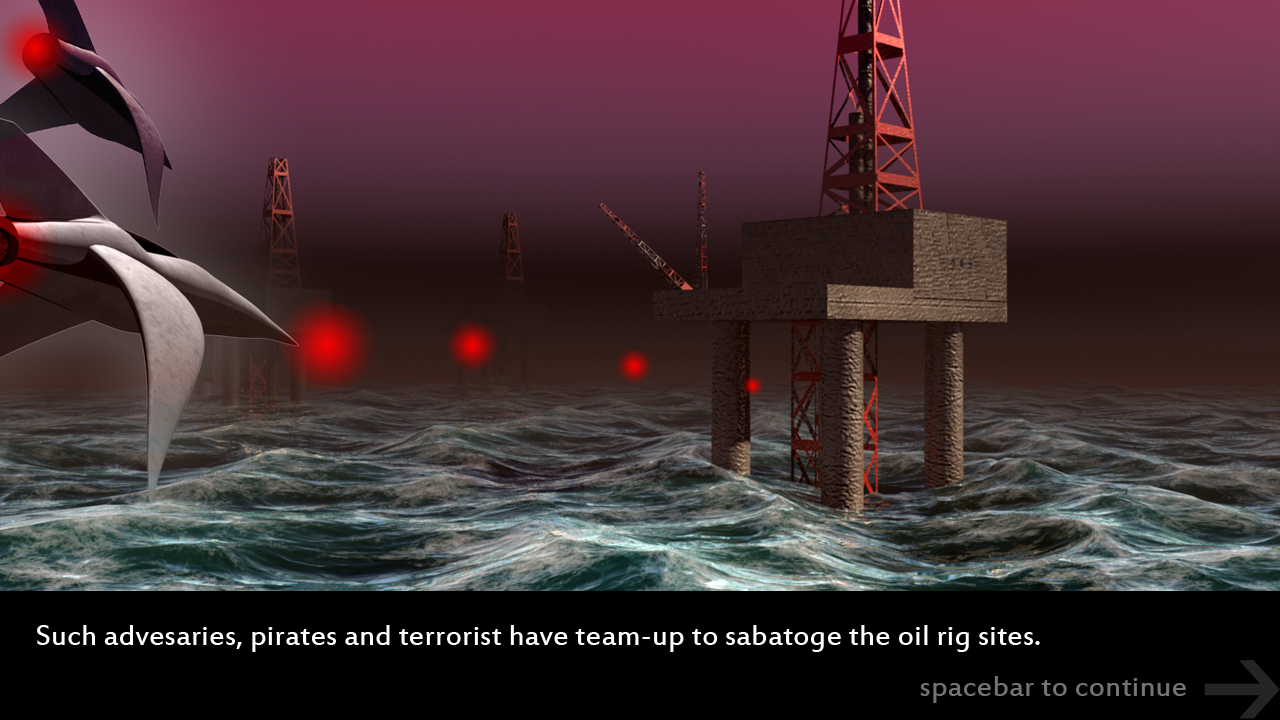 Such advesaries, pirates and terrorist have team-up to sabatoge the oil rig sites.
spacebar to continue